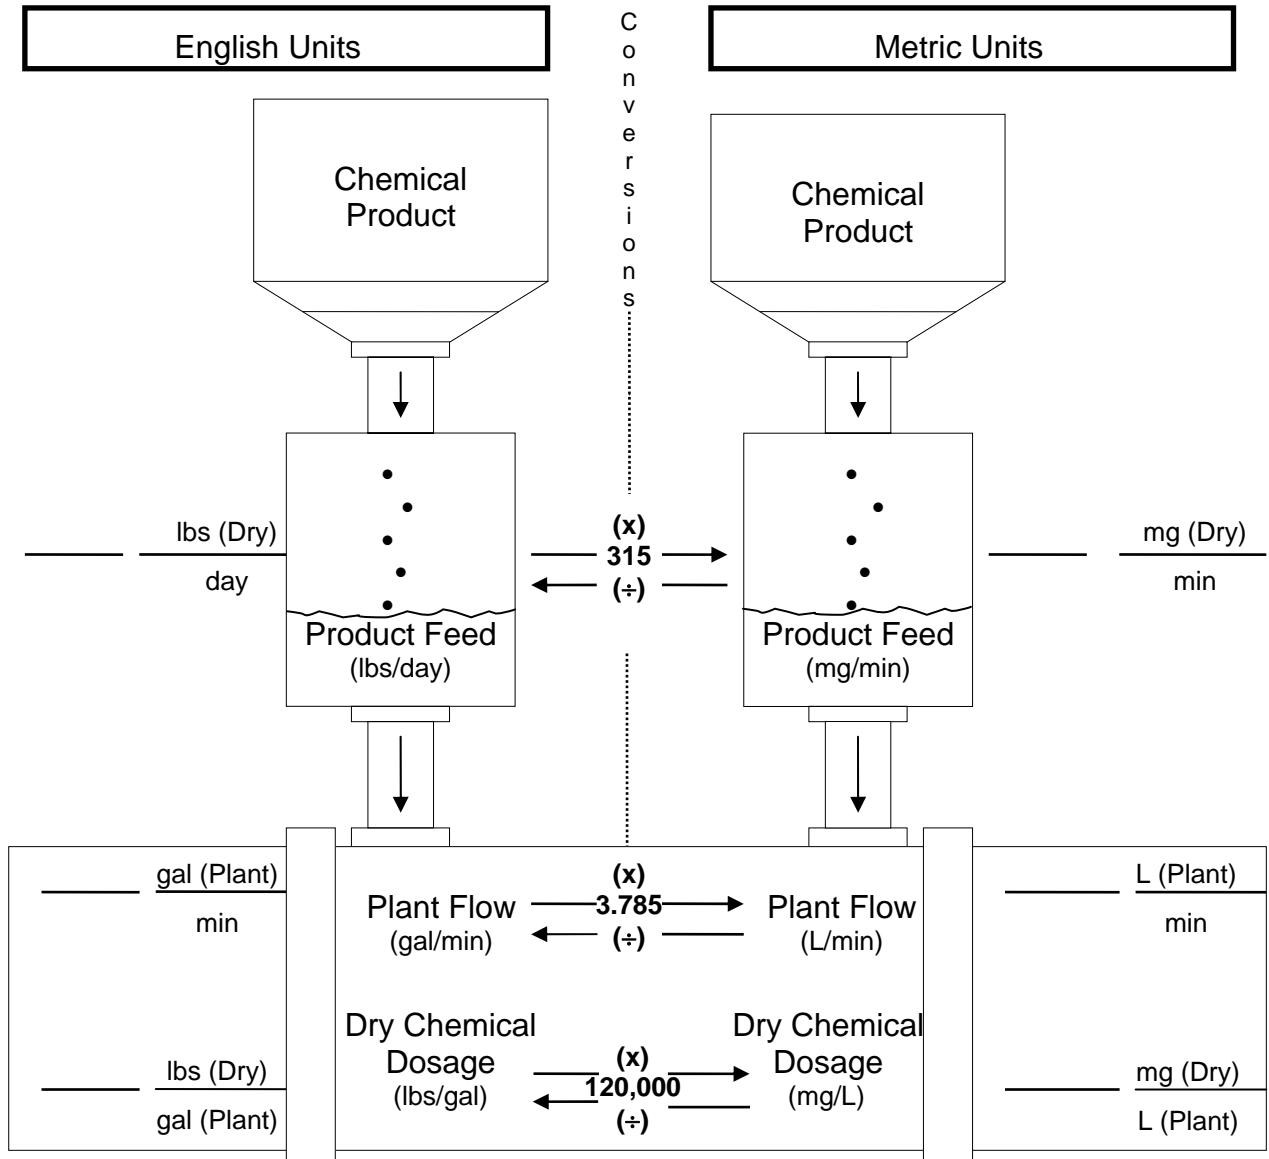 English Units
Conversions
Metric Units
Chemical
Product
Chemical
Product
lbs (Dry)
day
(x)
315
(÷)
mg (Dry)
min
Product Feed
(lbs/day)
Product Feed
(mg/min)
gal (Plant)
min
Plant Flow
(gal/min)
(x)
3.785
(÷)
Plant Flow
(L/min)
L (Plant)
min
lbs (Dry)
gal (Plant)
Dry Chemical
Dosage
(lbs/gal)
(x)
120,000
(÷)
Dry Chemical
Dosage
(mg/L)
mg (Dry)
L (Plant)